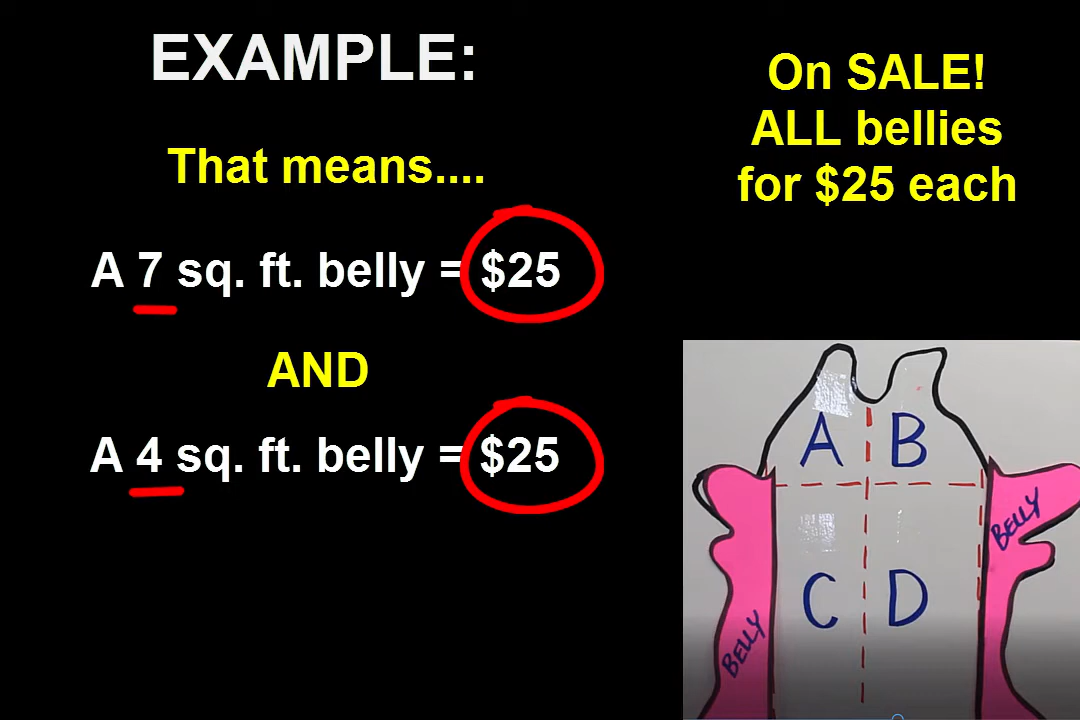 EXAMPLE:
On SALE!
ALL bellies
for $25 each
That means....
A 7 sq. ft. belly = $25
AND
A 4 sq. ft. belly = $25
A B
BELLY
C D
BELLY